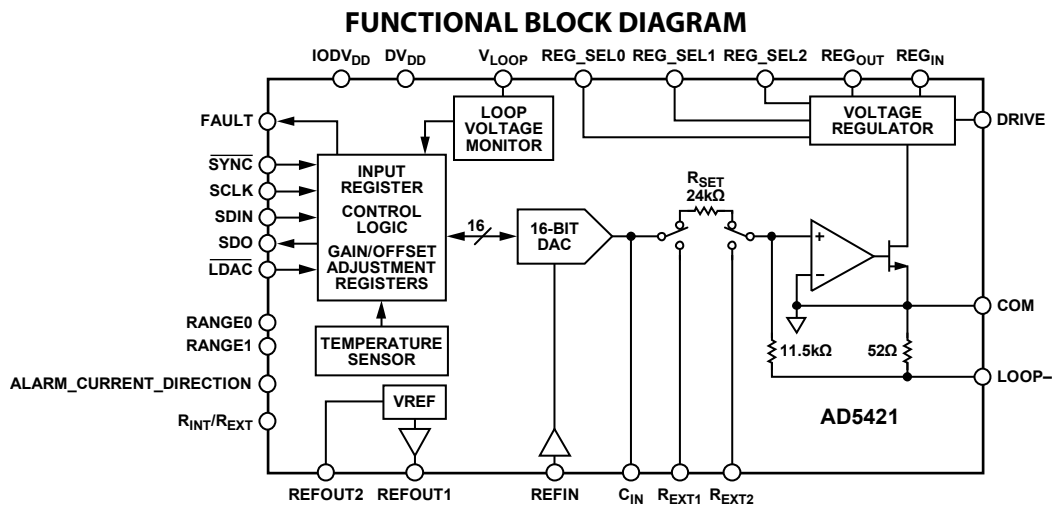 FUNCTIONAL BLOCK DIAGRAM
IODVDD
DVDD
VLOOP
REG_SEL0
REG_SEL1
REG_SEL2
REGOUT
REGIN
FAULT
SYNC
SCLK
SDIN
SDO
LDAC
RANGE0
RANGE1
ALARM_CURRENT_DIRECTION
RINT/REXT
LOOP
VOLTAGE
MONITOR
VOLTAGE
REGULATOR
DRIVE
INPUT
REGISTER
CONTROL
LOGIC
GAIN/OFFSET
ADJUSTMENT
REGISTERS
16
16-BIT
DAC
RSET
24kΩ
+
–
COM
11.5kΩ
52Ω
LOOP–
TEMPERATURE
SENSOR
VREF
AD5421
REFOUT2
REFOUT1
REFIN
CIN
REXT1
REXT2